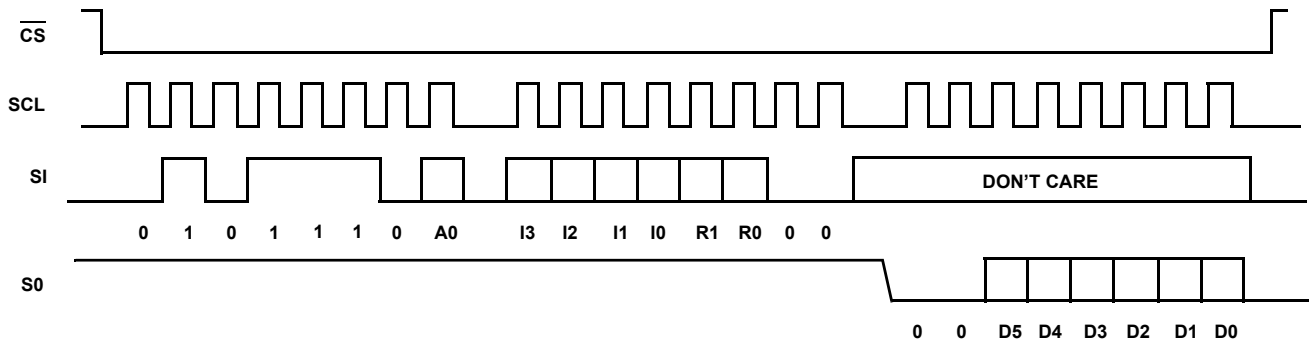 CS
SCL
SI
DON'T CARE
0 1 0 1 1 1 0 A0 I3 I2 I1 I0 R1 R0 0 0
S0
0 0 D5 D4 D3 D2 D1 D0